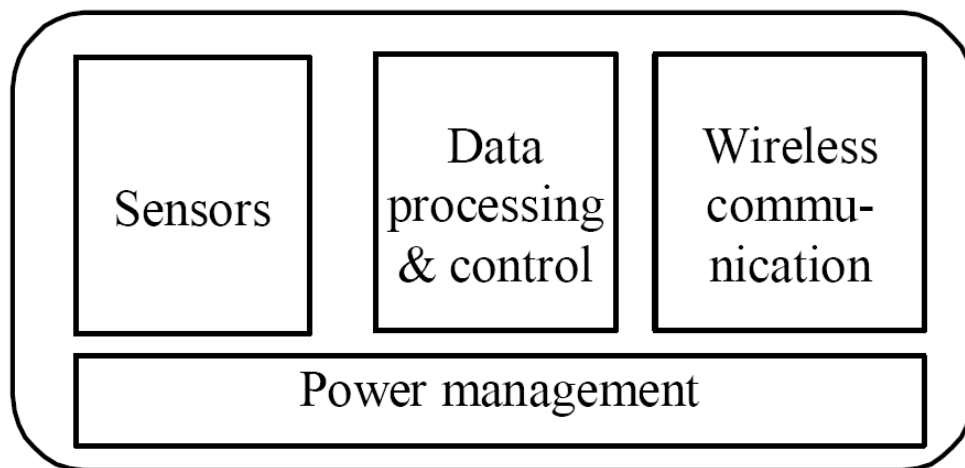 Sensors
Data
processing
& control
Wireless
commu-
nication
Power management